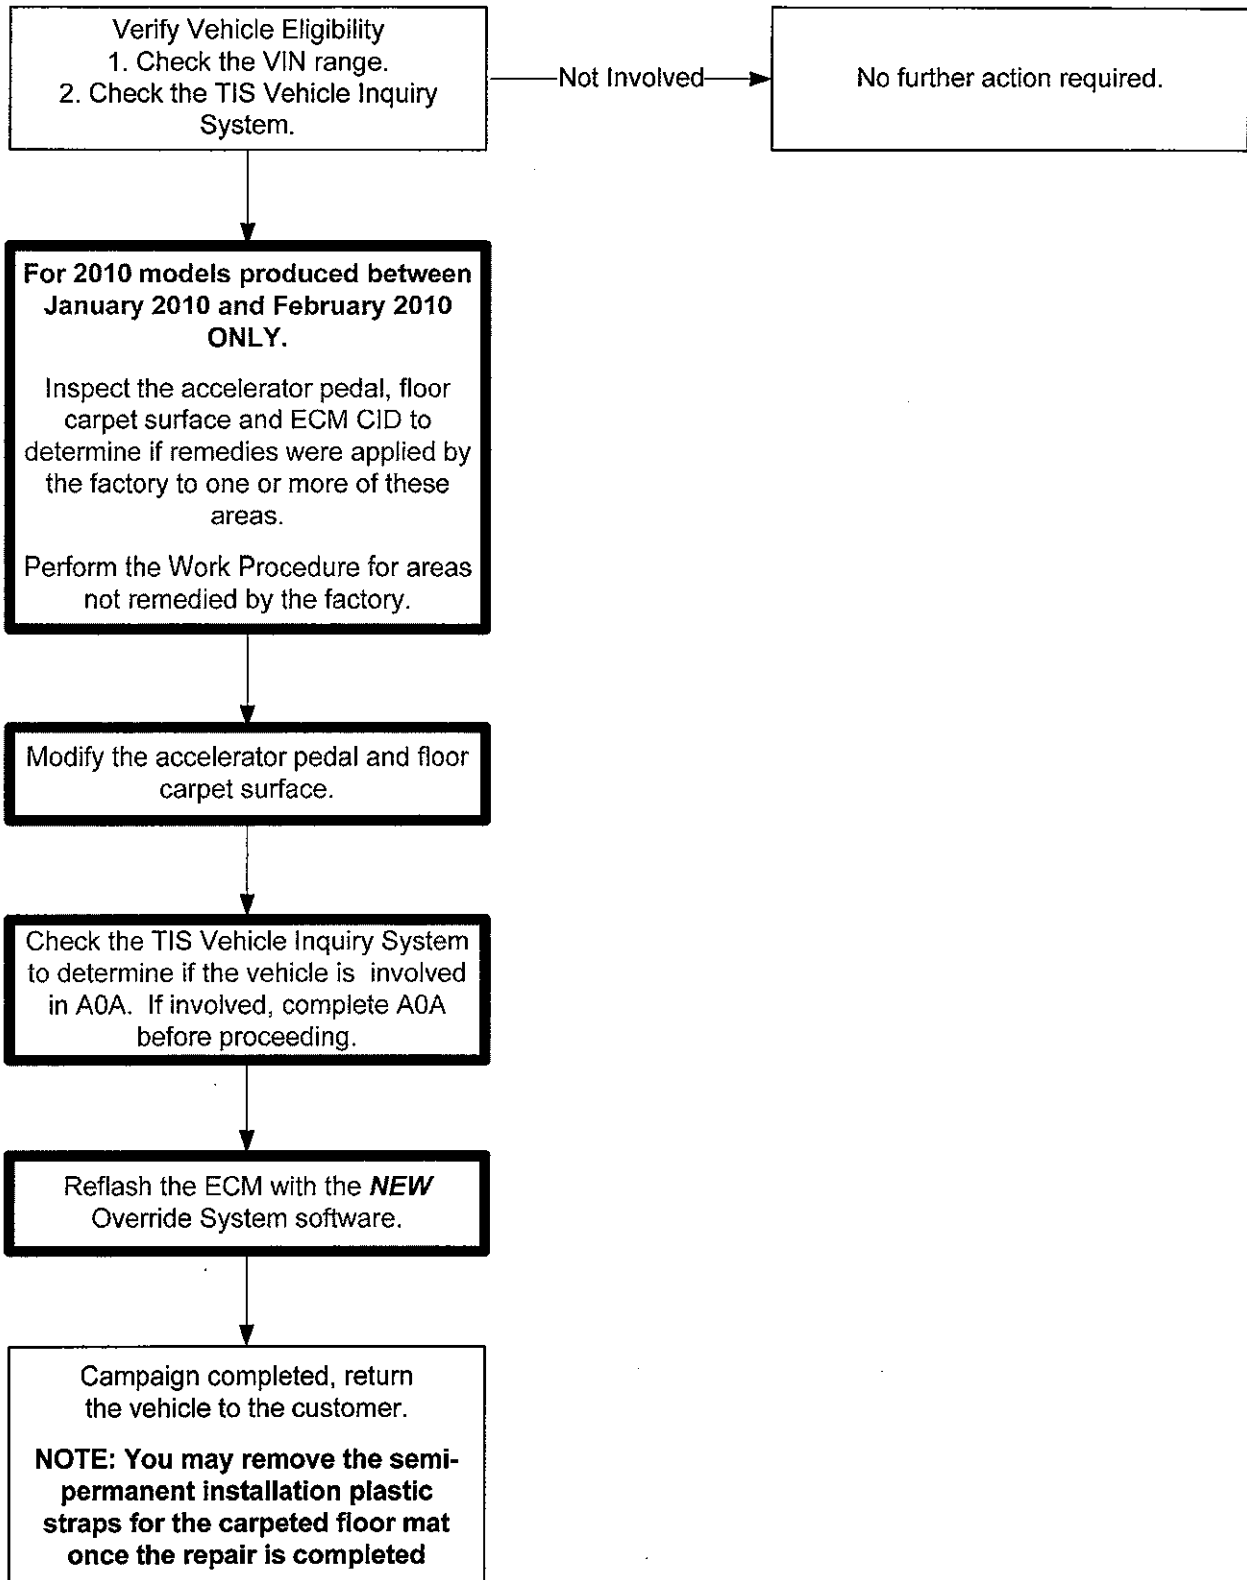 Verify Vehicle Eligibility
1. Check the VIN range.
2. Check the TIS Vehicle Inquiry
System.
Not Involved
No further action required.
For 2010 models produced between
January 2010 and February 2010
ONLY.
Inspect the accelerator pedal, floor
carpet surface and ECM CID to
determine if remedies were applied by
the factory to one or more of these
areas.
Perform the Work Procedure for areas
not remedied by the factory.
Modify the accelerator pedal and floor
carpet surface.
Check the TIS Vehicle Inquiry System
to determine if the vehicle is involved
in A0A. If involved, complete A0A
before proceeding.
Reflash the ECM with the NEW
Override System software.
Campaign completed, return
the vehicle to the customer.
NOTE: You may remove the semi-
permanent installation plastic
straps for the carpeted floor mat
once the repair is completed